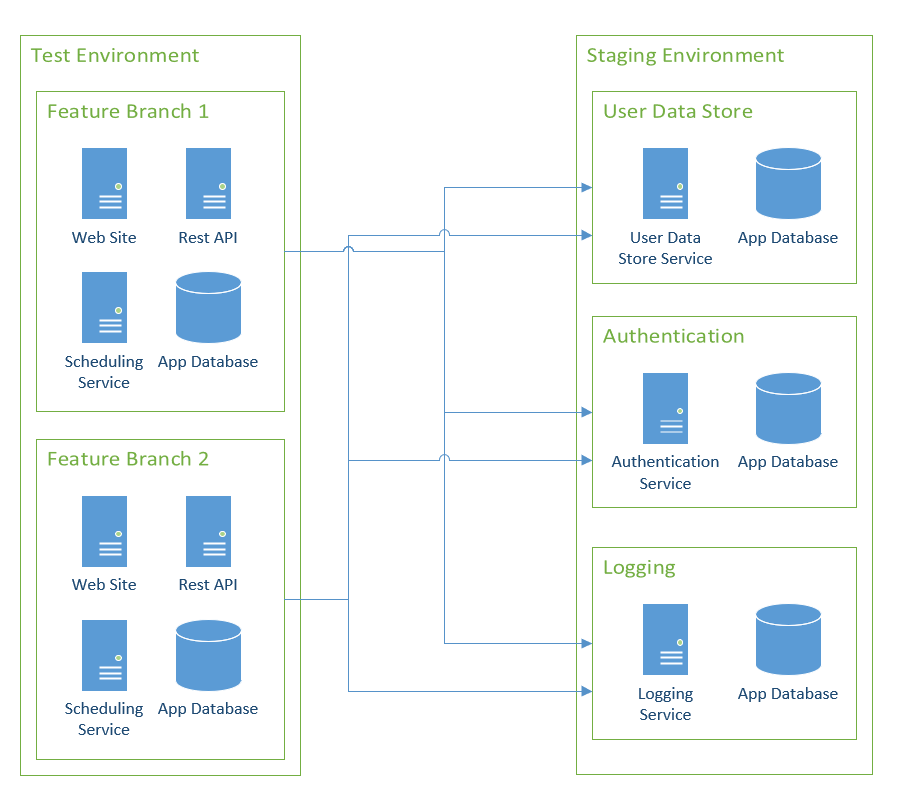 Test Environment
Feature Branch 1
Web Site
Rest API
Scheduling
Service
App Database
Feature Branch 2
Web Site
Rest API
Scheduling
Service
App Database
Staging Environment
User Data Store
User Data
Store Service
App Database
Authentication
Authentication
Service
App Database
Logging
Logging
Service
App Database